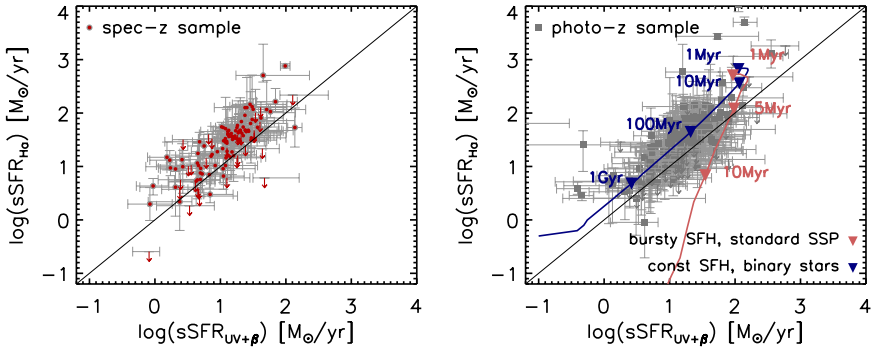 4
3
2
1
0
−1
log(sSFR_Hα) [M⊙/yr]
spec-z sample
−1 0 1 2 3 4
log(sSFR_UV+β) [M⊙/yr]
4
3
2
1
0
−1
log(sSFR_Hα) [M⊙/yr]
photo-z sample
1Myr 1Myr
10Myr
5Myr
100Myr
10Myr
1Gyr
bursty SFH, standard SSP
const SFH, binary stars
−1 0 1 2 3 4
log(sSFR_UV+β) [M⊙/yr]